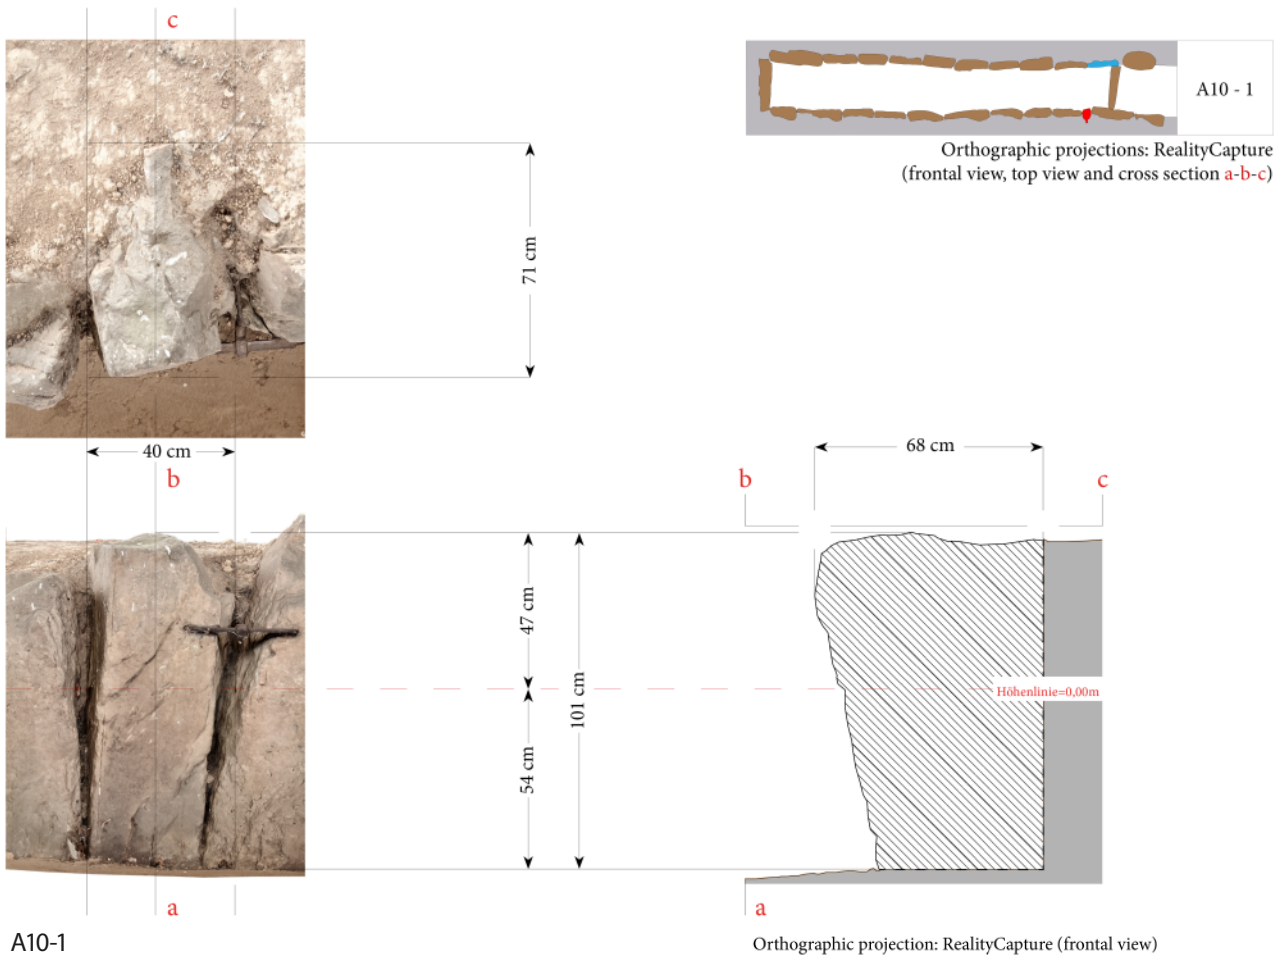 c
A10 - 1
Orthographic projections: RealityCapture
(frontal view, top view and cross section a-b-c)
71 cm
40 cm
68 cm
b
b
c
47 cm
101 cm
Höhenlinie=0,00m
54 cm
a
a
A10-1
Orthographic projection: RealityCapture (frontal view)